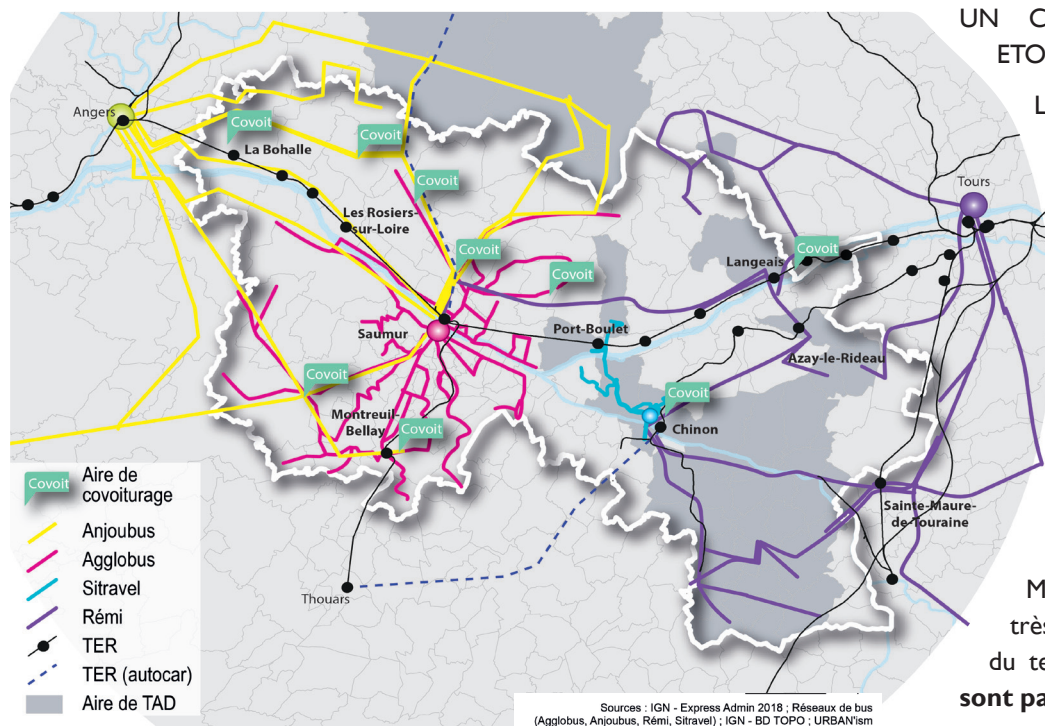 UN C
ETO
L
Angers
Covoit
Covoit
La Bohalle
Covoit
Tours
Les Rosiers-
sur-Loire
Covoit
Covoit
Covoit
Langeais
Saumur
Port-Boulet
Azay-le-Rideau
Covoit
Covoit
Montreuil-
Bellay
Covoit
Chinon
Sainte-Maure-
de-Touraine
Thouars
Covoit
Aire de
covoiturage
Anjoubus
Agglobus
Sitravel
Rémi
TER
TER (autocar)
Aire de TAD
M
très
du te
sont pa
Sources : IGN - Express Admin 2018 ; Réseaux de bus
(Agglobus, Anjoubus, Rémi, Sitravel) ; IGN - BD TOPO ; URBAN'ism